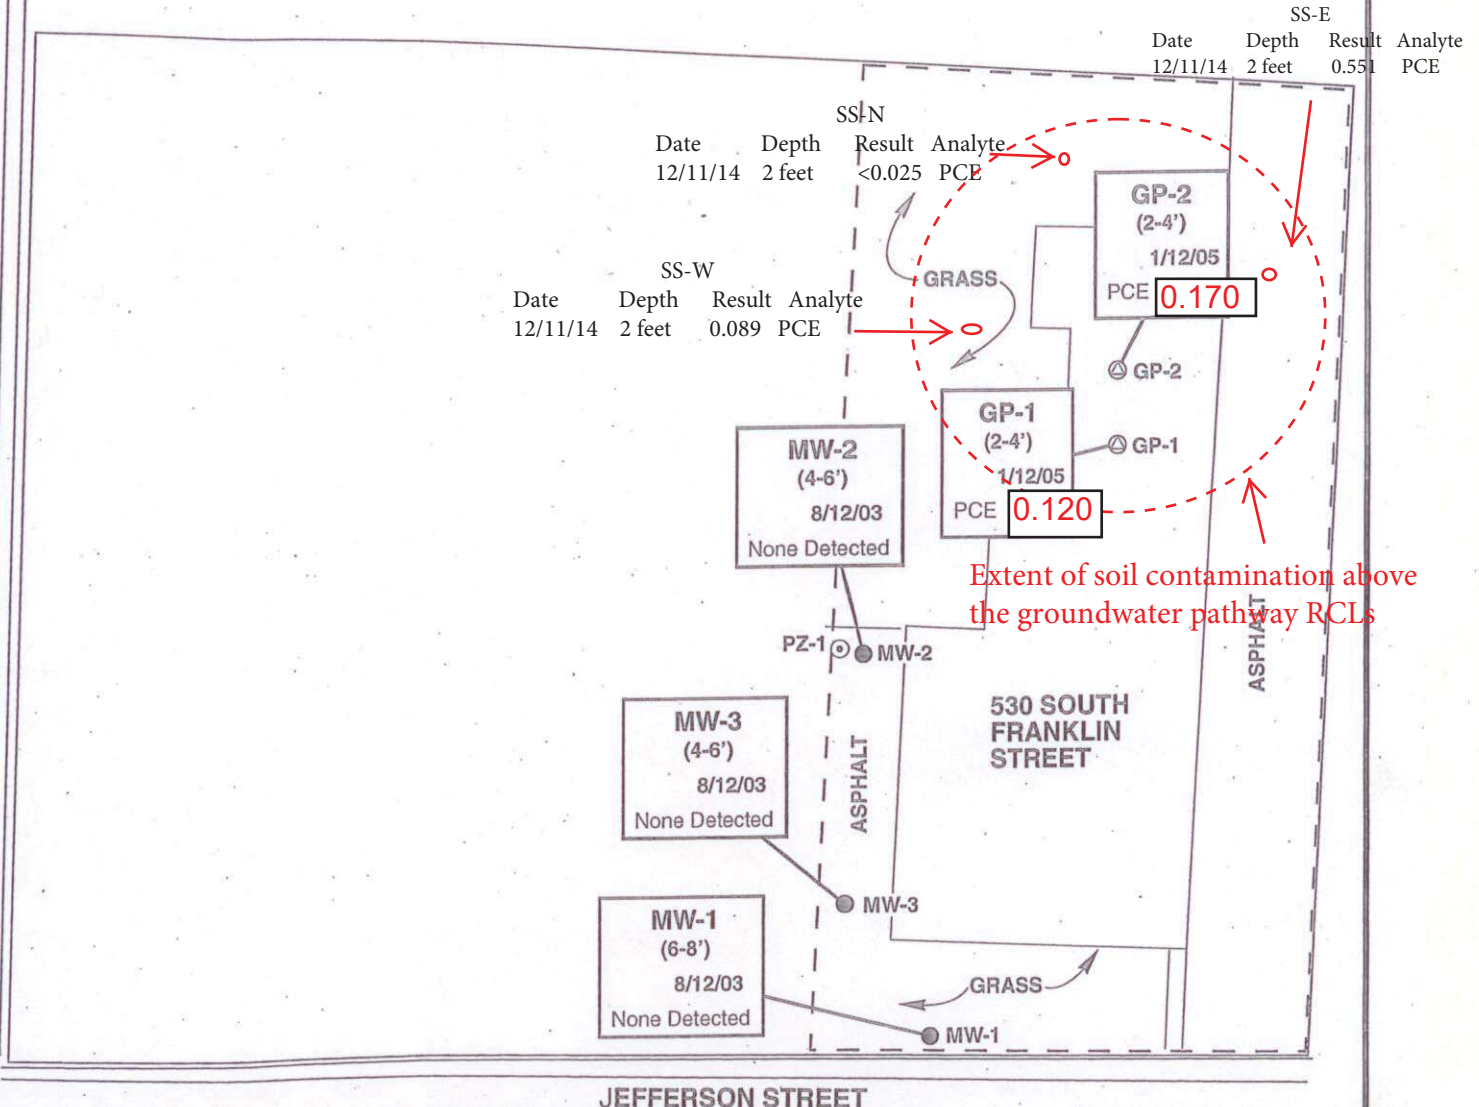 SS-E
Date Depth Result Analyte
12/11/14 2 feet 0.551 PCE
SS-N
Date Depth Result Analyte
12/11/14 2 feet <0.025 PCE
GP-2
(2-4')
1/12/05
PCE 0.170
GRASS
SS-W
Date Depth Result Analyte
12/11/14 2 feet 0.089 PCE
GP-2
GP-1
(2-4')
1/12/05
PCE 0.120
GP-1
MW-2
(4-6')
8/12/03
None Detected
Extent of soil contamination above
the groundwater pathway RCLs
ASPHALT
PZ-1
MW-2
530 SOUTH
FRANKLIN
STREET
MW-3
(4-6')
8/12/03
None Detected
ASPHALT
MW-3
MW-1
(6-8')
8/12/03
None Detected
GRASS
MW-1
JEFFERSON STREET